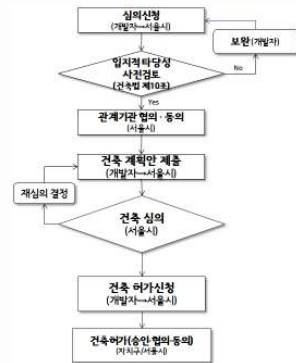 심의신청
(개발자→서울시)
보완(개발자)
입지적 타당성
사전검토
(건축법 제10조)
No
Yes
관계기관 협의·동의
(서울시)
건축 계획안 제출
(개발자→서울시)
재심의 결정
건축 심의
(서울시)
건축 허가신청
(개발자→서울시)
건축허가(승인·협의·동의)
(자치구/서울시)